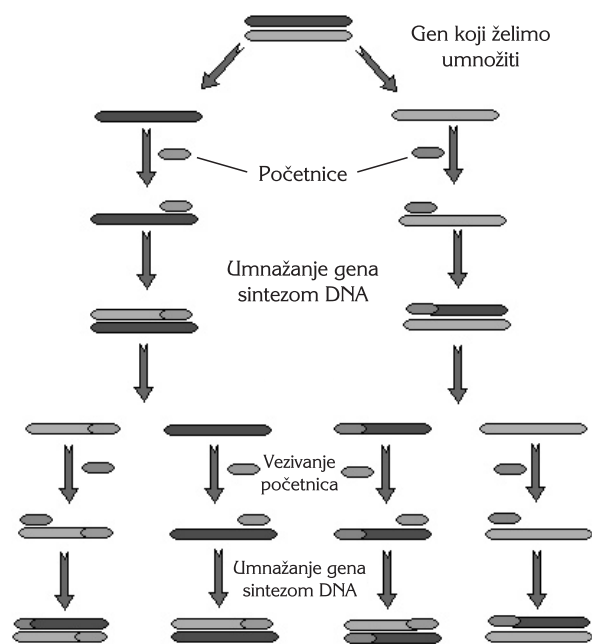 Gen koji želimo
umnožiti
Početnice
Umnažanje gena
sintezom DNA
Vezivanje
početnica
Umnažanje gena
sintezom DNA